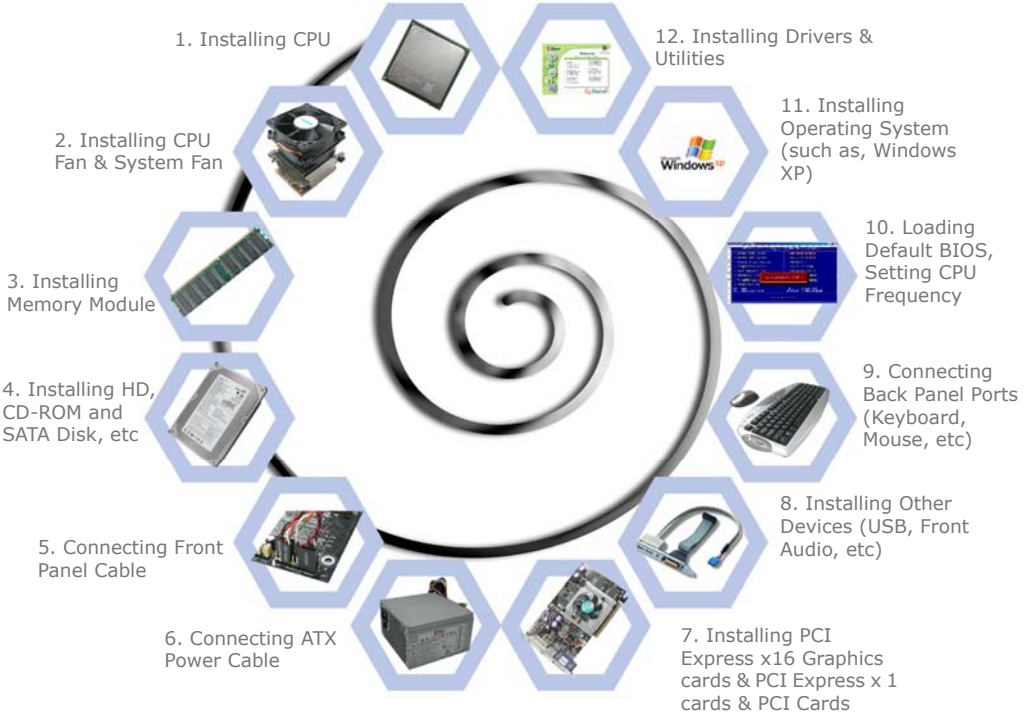 1. Installing CPU
2. Installing CPU
Fan & System Fan
3. Installing
Memory Module
4. Installing HD,
CD-ROM and
SATA Disk, etc
5. Connecting Front
Panel Cable
6. Connecting ATX
Power Cable
7. Installing PCI
Express x16 Graphics
cards & PCI Express x 1
cards & PCI Cards
8. Installing Other
Devices (USB, Front
Audio, etc)
9. Connecting
Back Panel Ports
(Keyboard,
Mouse, etc)
10. Loading
Default BIOS,
Setting CPU
Frequency
11. Installing
Operating System
(such as, Windows
XP)
Microsoft
Windows xp
12. Installing Drivers &
Utilities